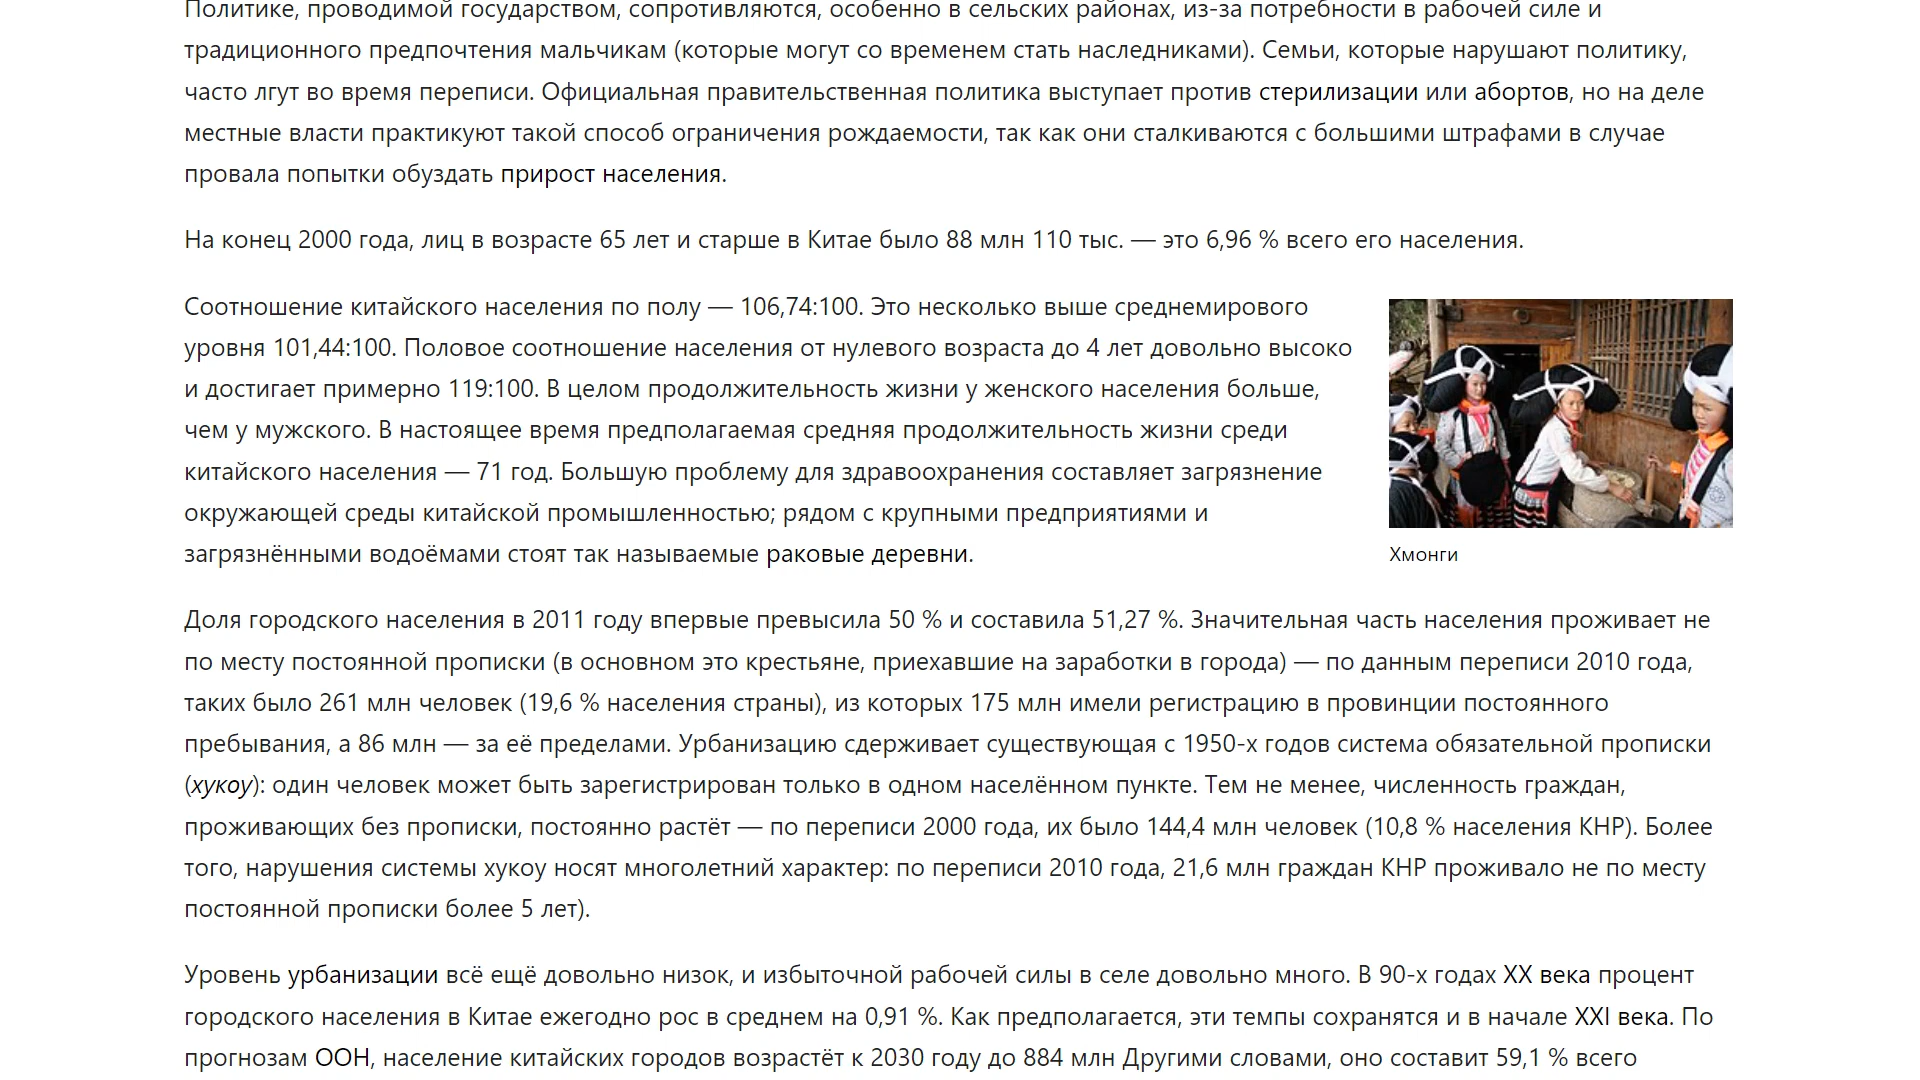 Политике, проводимой государством, сопротивляются, особенно в сельских районах, из-за потребности в рабочей силе и
традиционного предпочтения мальчикам (которые могут со временем стать наследниками). Семьи, которые нарушают политику,
часто лгут во время переписи. Официальная правительственная политика выступает против стерилизации или абортов, но на деле
местные власти практикуют такой способ ограничения рождаемости, так как они сталкиваются с большими штрафами в случае
провала попытки обуздать прирост населения.
На конец 2000 года, лиц в возрасте 65 лет и старше в Китае было 88 млн 110 тыс. — это 6,96 % всего его населения.
Соотношение китайского населения по полу — 106,74:100. Это несколько выше среднемирового
уровня 101,44:100. Половое соотношение населения от нулевого возраста до 4 лет довольно высоко
и достигает примерно 119:100. В целом продолжительность жизни у женского населения больше,
чем у мужского. В настоящее время предполагаемая средняя продолжительность жизни среди
китайского населения — 71 год. Большую проблему для здравоохранения составляет загрязнение
окружающей среды китайской промышленностью; рядом с крупными предприятиями и
загрязнёнными водоёмами стоят так называемые раковые деревни.
Хмонги
Доля городского населения в 2011 году впервые превысила 50 % и составила 51,27 %. Значительная часть населения проживает не
по месту постоянной прописки (в основном это крестьяне, приехавшие на заработки в города) — по данным переписи 2010 года,
таких было 261 млн человек (19,6 % населения страны), из которых 175 млн имели регистрацию в провинции постоянного
пребывания, а 86 млн — за её пределами. Урбанизацию сдерживает существующая с 1950-х годов система обязательной прописки
(хукоу): один человек может быть зарегистрирован только в одном населённом пункте. Тем не менее, численность граждан,
проживающих без прописки, постоянно растёт — по переписи 2000 года, их было 144,4 млн человек (10,8 % населения КНР). Более
того, нарушения системы хукоу носят многолетний характер: по переписи 2010 года, 21,6 млн граждан КНР проживало не по месту
постоянной прописки более 5 лет).
Уровень урбанизации всё ещё довольно низок, и избыточной рабочей силы в селе довольно много. В 90-х годах XX века процент
городского населения в Китае ежегодно рос в среднем на 0,91 %. Как предполагается, эти темпы сохранятся и в начале XXI века. По
прогнозам ООН, население китайских городов возрастёт к 2030 году до 884 млн Другими словами, оно составит 59,1 % всего